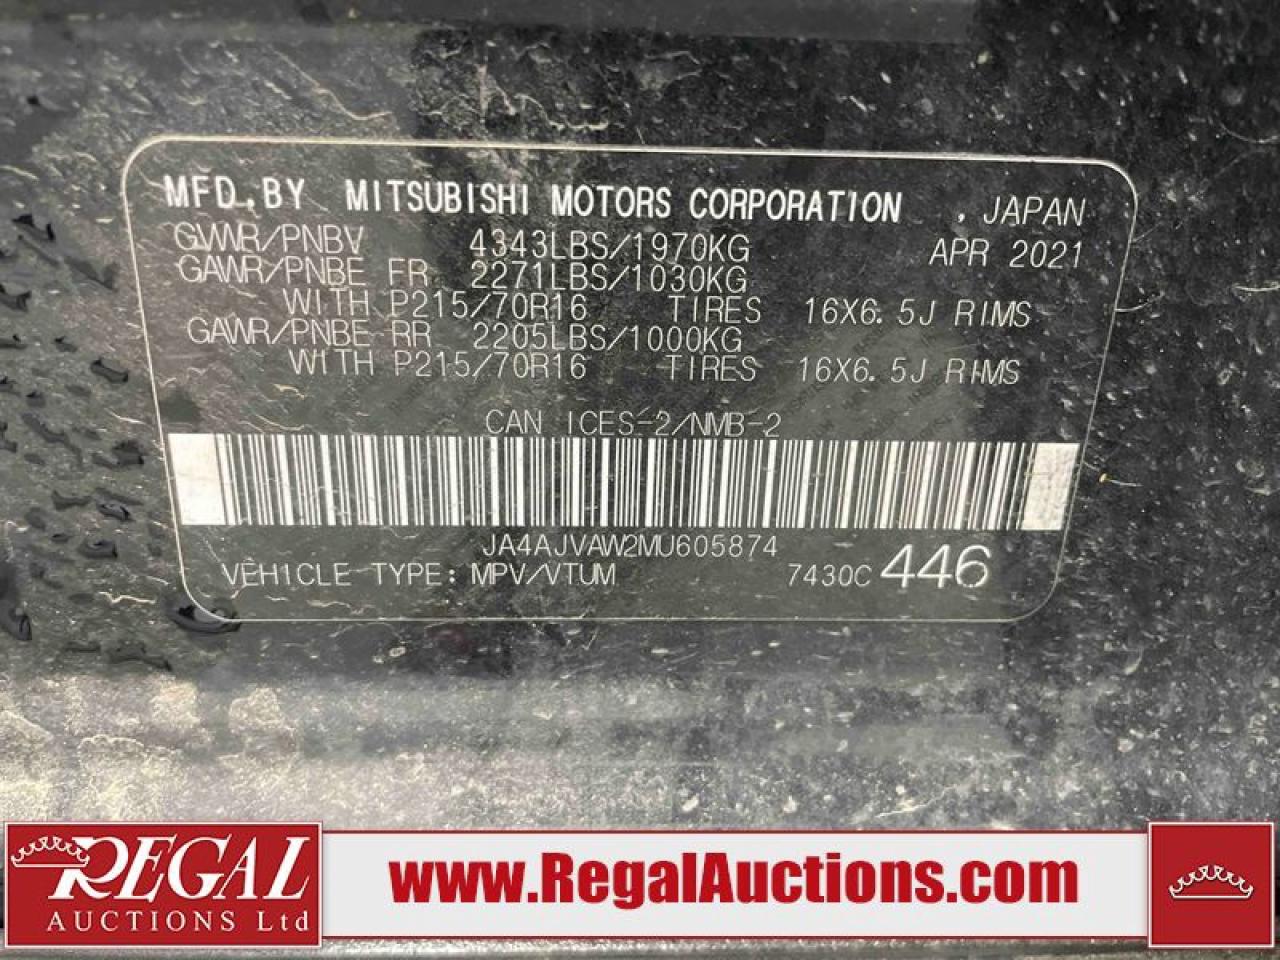 MFD.BY MITSUBISHI MOTORS CORPORATION , JAPAN
GVWR/PNBV 4343LBS/1970KG APR 2021
GAWR/PNBE FR 2271LBS/1030KG
WITH P215/70R16 TIRES 16X6.5J RIMS
GAWR/PNBE RR 2205LBS/1000KG
WITH P215/70R16 TIRES 16X6.5J RIMS
CAN ICES-2/NMB-2
JA4AJVAW2MU605874
VEHICLE TYPE: MPV/VTUM 7430C 446
REGAL
AUCTIONS Ltd
www.RegalAuctions.com